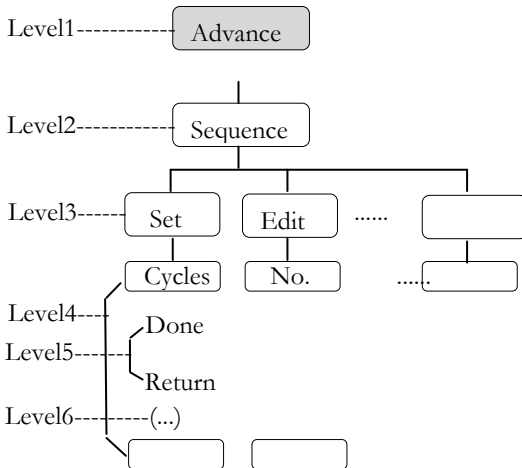 Level1---------- Advance
Level2---------- Sequence
Level3----- Set Edit ...... 
Cycles No. ......
Level4----
Done
Level5------
Return
Level6---------- (...)